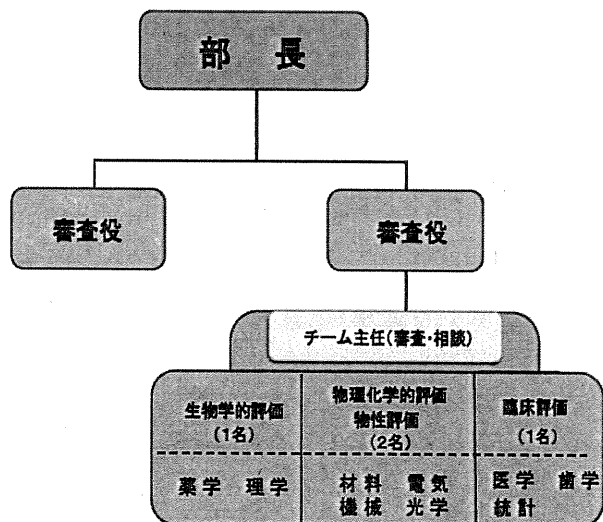 部 長
審査役
審査役
チーム主任(審査・相談)
生物学的評価
(1名)
物理化学的評価
物性評価
(2名)
臨床評価
(1名)
薬学 理学
材料 電気
機械 光学
医学 歯学
統計